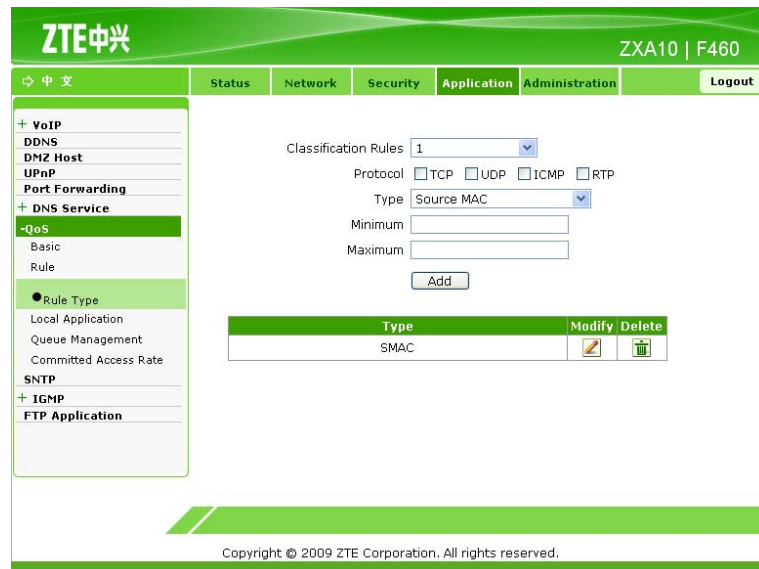 ZTE中兴
ZXA10 | F460
中 文
Status Network Security Application Administration Logout
+ VoIP
DDNS
DMZ Host
UPnP
Port Forwarding
+ DNS Service
-QoS
Basic
Rule
Rule Type
Local Application
Queue Management
Committed Access Rate
SNTP
+ IGMP
FTP Application
Classification Rules 1
Protocol TCP UDP ICMP RTP
Type Source MAC
Minimum
Maximum
Add
Type Modify Delete
SMAC
Copyright © 2009 ZTE Corporation. All rights reserved.